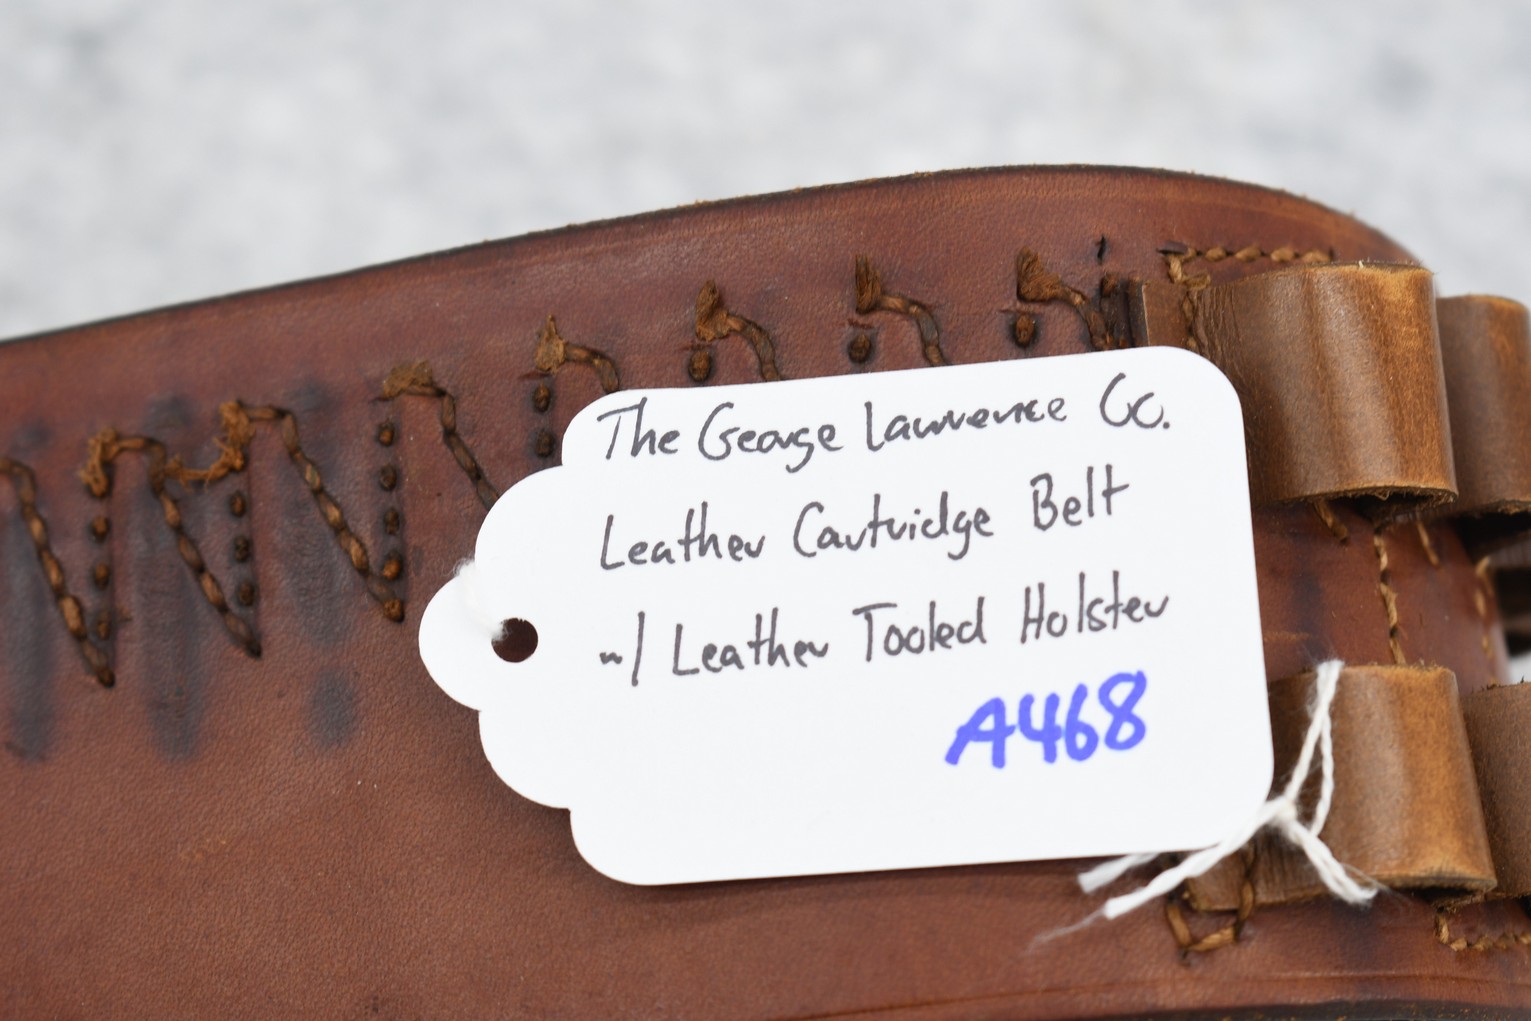 The George Lawrence Co.
Leather Cartridge Belt
w/ Leather Tooled Holster
A468